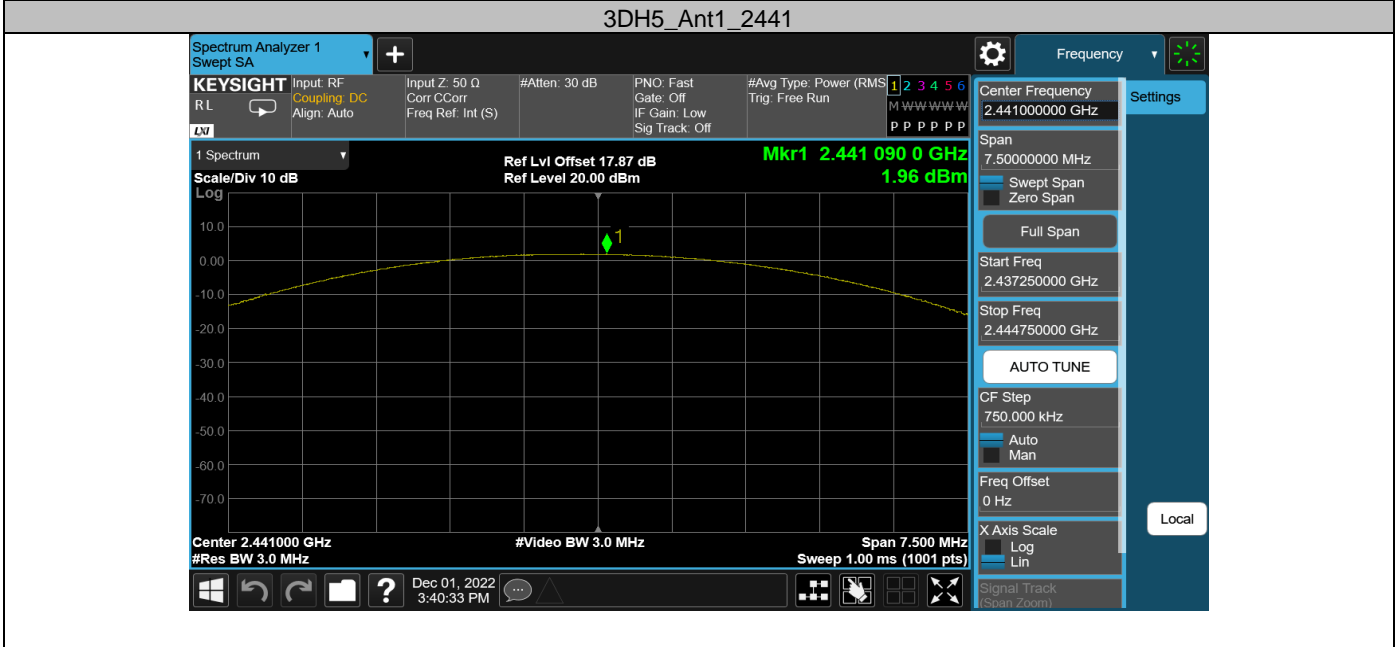 3DH5_Ant1_2441
Spectrum Analyzer 1
Swept SA
+
Frequency
KEYSIGHT
RL
LXI
Input: RF
Coupling: DC
Align: Auto
Input Z: 50 Ω
Corr CCorr
Freq Ref: Int (S)
#Atten: 30 dB
PNO: Fast
Gate: Off
IF Gain: Low
Sig Track: Off
#Avg Type: Power (RMS
Trig: Free Run
1 2 3 4 5 6
M W W W W W
P P P P P P
1 Spectrum
Scale/Div 10 dB
Log
Ref Lvl Offset 17.87 dB
Ref Level 20.00 dBm
Mkr1 2.441 090 0 GHz
1.96 dBm
1
10.0
0.00
-10.0
-20.0
-30.0
-40.0
-50.0
-60.0
-70.0
Center 2.441000 GHz
#Res BW 3.0 MHz
#Video BW 3.0 MHz
Span 7.500 MHz
Sweep 1.00 ms (1001 pts)
Center Frequency
2.441000000 GHz
Span
7.50000000 MHz
Swept Span
Zero Span
Full Span
Start Freq
2.437250000 GHz
Stop Freq
2.444750000 GHz
AUTO TUNE
CF Step
750.000 kHz
Auto
Man
Freq Offset
0 Hz
X Axis Scale
Log
Lin
Signal Track
(Span Zoom)
Settings
Local
?
Dec 01, 2022
3:40:33 PM